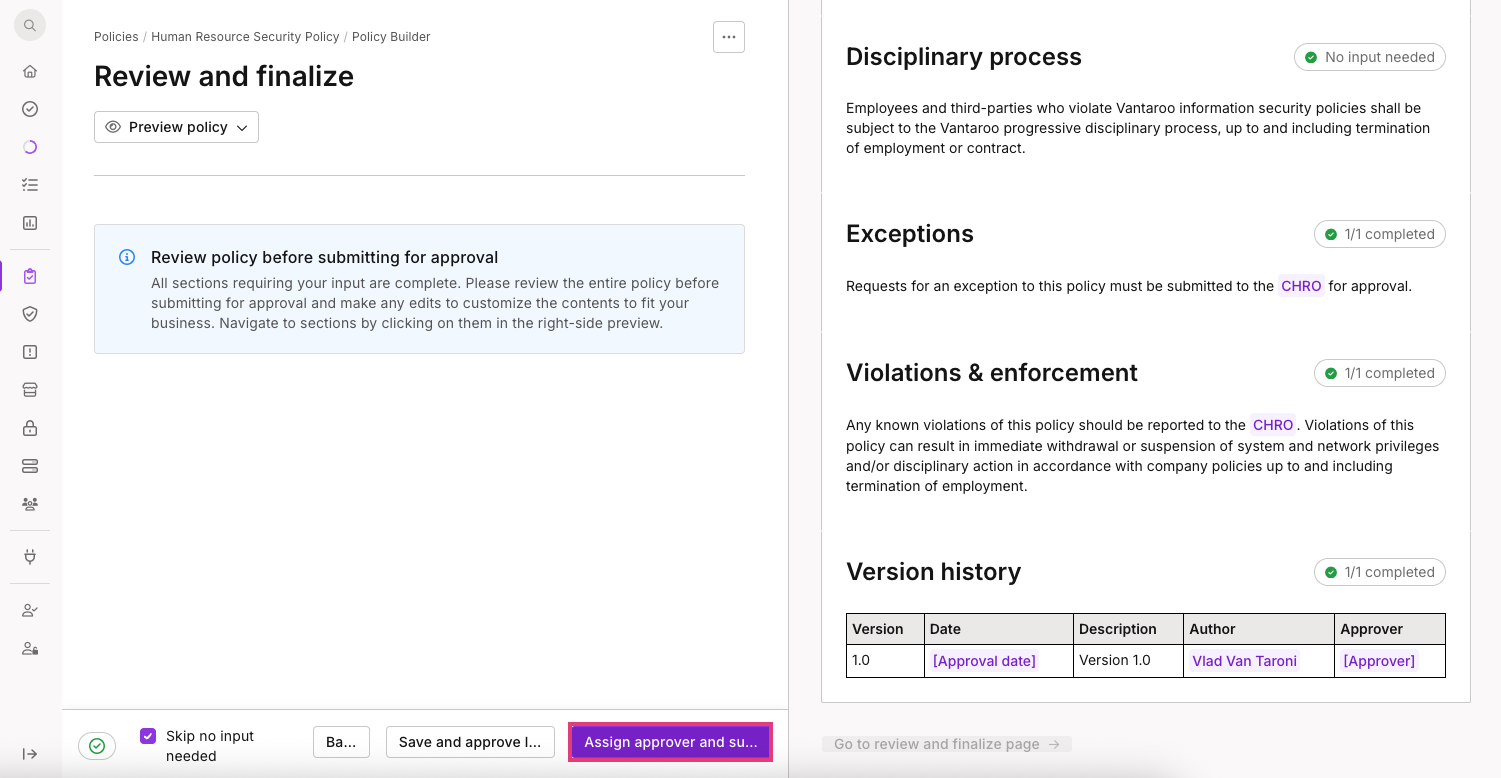 Policies / Human Resource Security Policy / Policy Builder
Review and finalize
Preview policy
Review policy before submitting for approval
All sections requiring your input are complete. Please review the entire policy before
submitting for approval and make any edits to customize the contents to fit your
business. Navigate to sections by clicking on them in the right-side preview.
Skip no input
needed
Ba...
Save and approve l...
Assign approver and su...
Disciplinary process
No input needed
Employees and third-parties who violate Vantaroo information security policies shall be
subject to the Vantaroo progressive disciplinary process, up to and including termination
of employment or contract.
Exceptions
1/1 completed
Requests for an exception to this policy must be submitted to the CHRO for approval.
Violations & enforcement
1/1 completed
Any known violations of this policy should be reported to the CHRO. Violations of this
policy can result in immediate withdrawal or suspension of system and network privileges
and/or disciplinary action in accordance with company policies up to and including
termination of employment.
Version history
1/1 completed
Version Date Description Author Approver
1.0 [Approval date] Version 1.0 Vlad Van Taroni [Approver]
Go to review and finalize page →